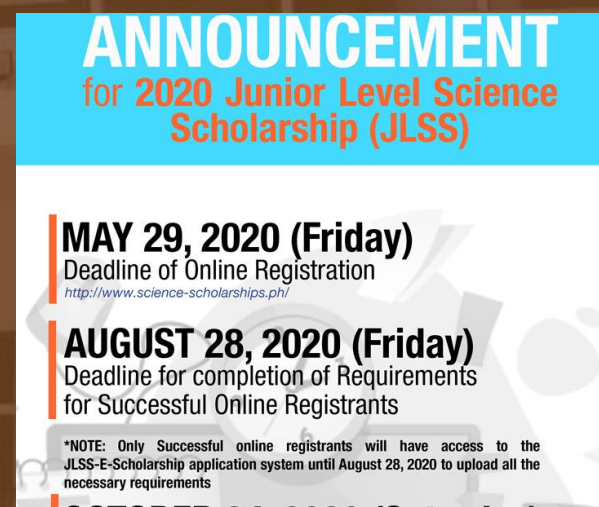 ANNOUNCEMENT
for 2020 Junior Level Science
Scholarship (JLSS)
MAY 29, 2020 (Friday)
Deadline of Online Registration
http://www.science-scholarships.ph/
AUGUST 28, 2020 (Friday)
Deadline for completion of Requirements
for Successful Online Registrants
*NOTE: Only Successful online registrants will have access to the
JLSS-E-Scholarship application system until August 28, 2020 to upload all the
necessary requirements